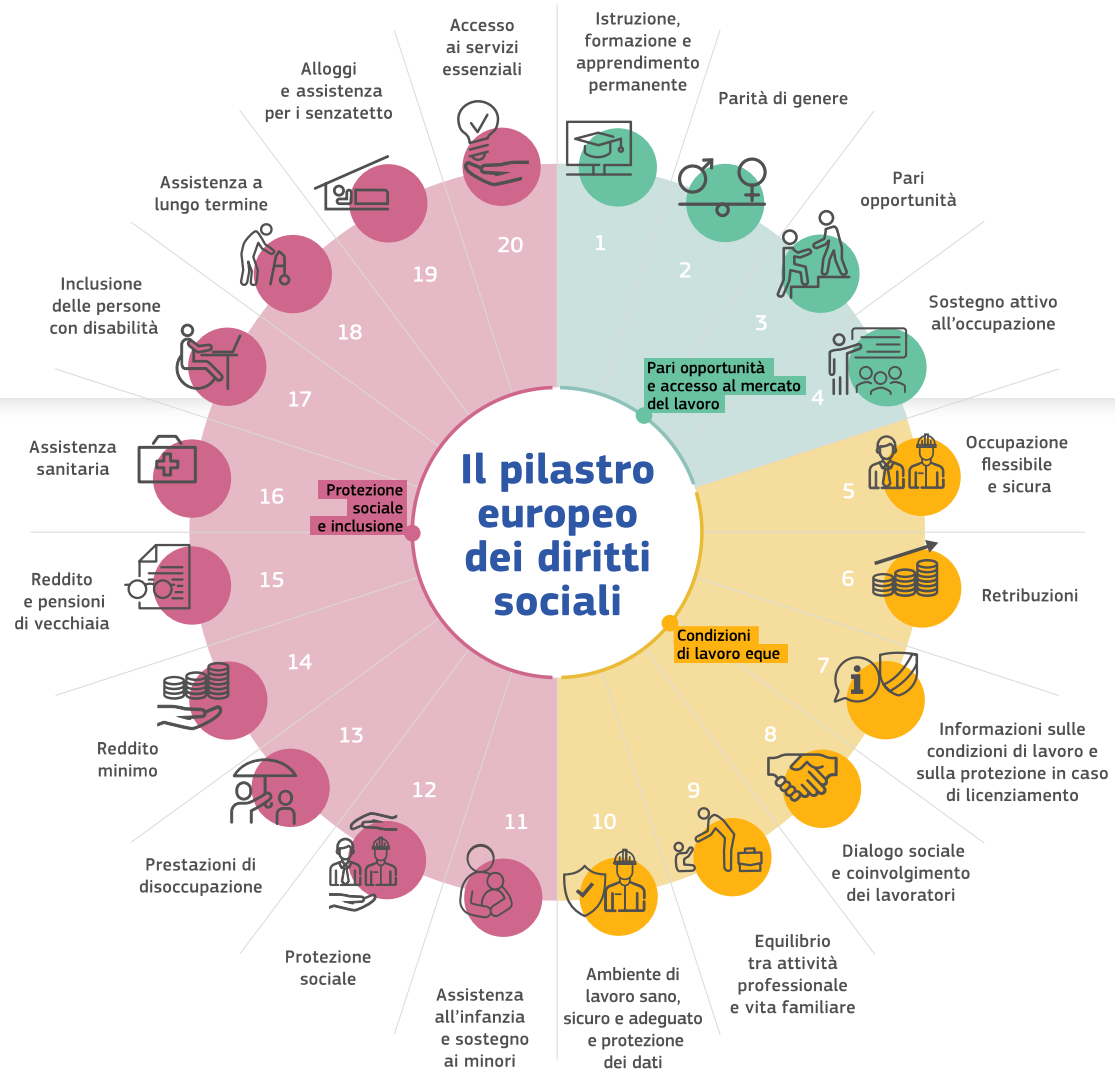 Il pilastro
europeo
dei diritti
sociali
Pari opportunità
e accesso al mercato
del lavoro
1
Istruzione,
formazione e
apprendimento
permanente
2
Parità di genere
3
Pari
opportunità
4
Sostegno attivo
all'occupazione
Condizioni
di lavoro eque
5
Occupazione
flessibile
e sicura
6
Retribuzioni
7
Informazioni sulle
condizioni di lavoro e
sulla protezione in caso
di licenziamento
8
Dialogo sociale
e coinvolgimento
dei lavoratori
9
Equilibrio
tra attività
professionale
e vita familiare
10
Ambiente di
lavoro sano,
sicuro e adeguato
e protezione
dei dati
Protezione
sociale
e inclusione
11
Assistenza
all'infanzia
e sostegno
ai minori
12
Protezione
sociale
13
Prestazioni di
disoccupazione
14
Reddito
minimo
15
Reddito
e pensioni
di vecchiaia
16
Assistenza
sanitaria
17
Inclusione
delle persone
con disabilità
18
Assistenza a
lungo termine
19
Alloggi
e assistenza
per i senzatetto
20
Accesso
ai servizi
essenziali